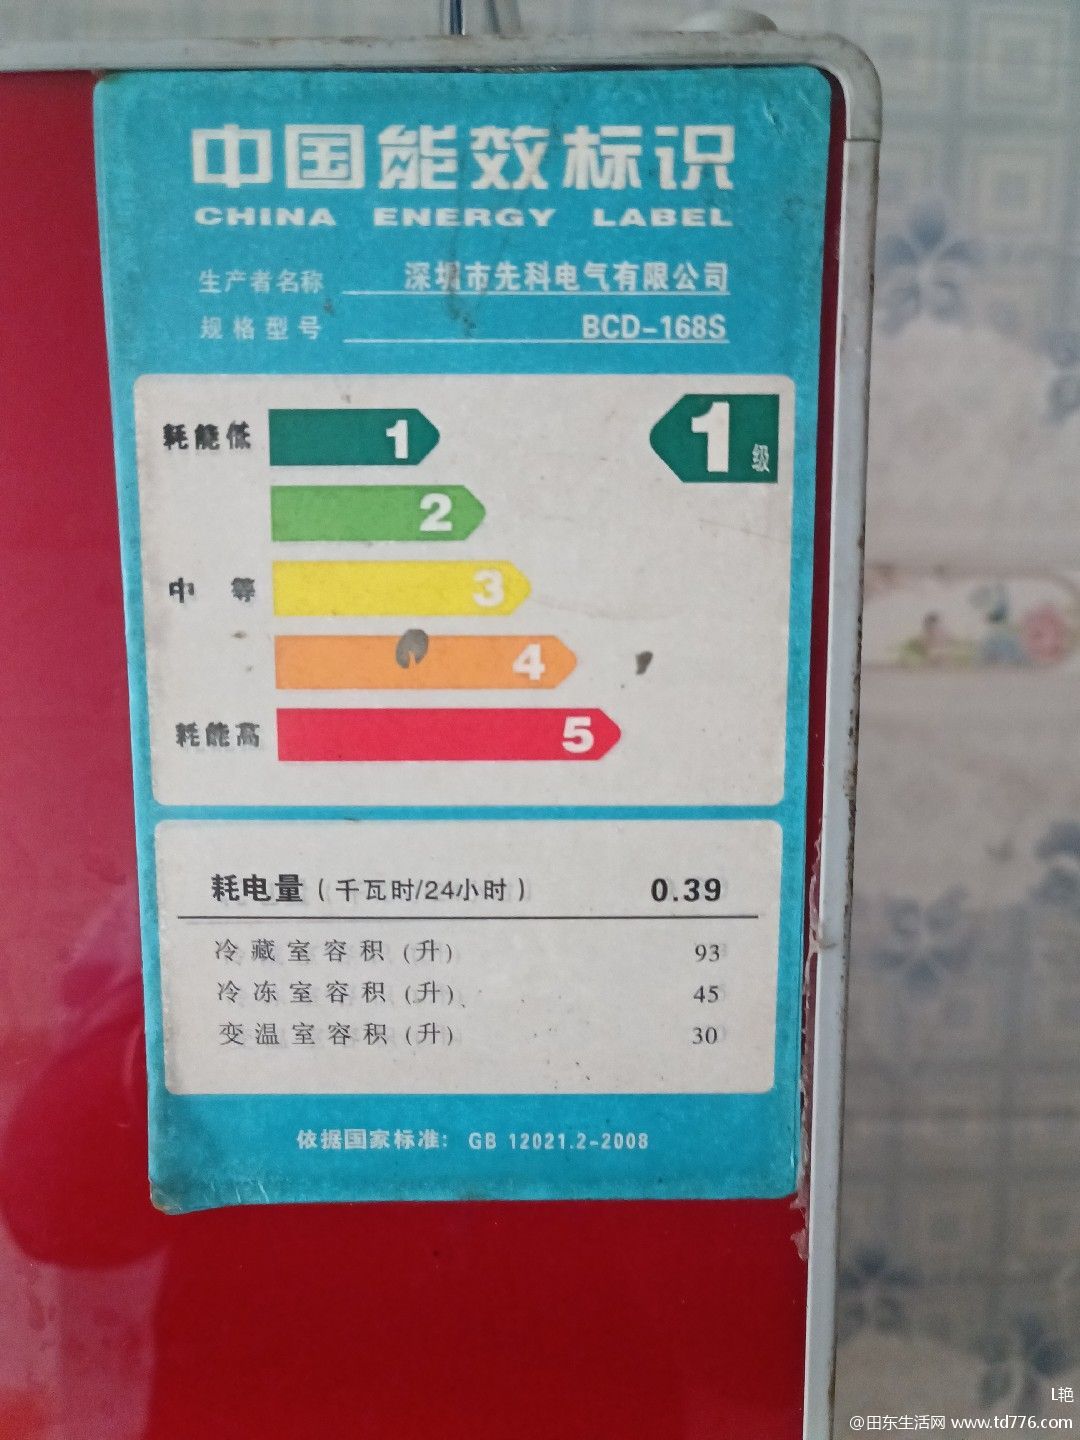 中国能效标识
CHINA ENERGY LABEL
生产者名称 深圳市先科电气有限公司
规格型号 BCD-168S
耗能低 1 1级
2
中等 3
4
耗能高 5
耗电量(千瓦时/24小时) 0.39
冷藏室容积(升) 93
冷冻室容积(升) 45
变温室容积(升) 30
依据国家标准: GB 12021.2-2008
L艳
@田东生活网 www.td776.com